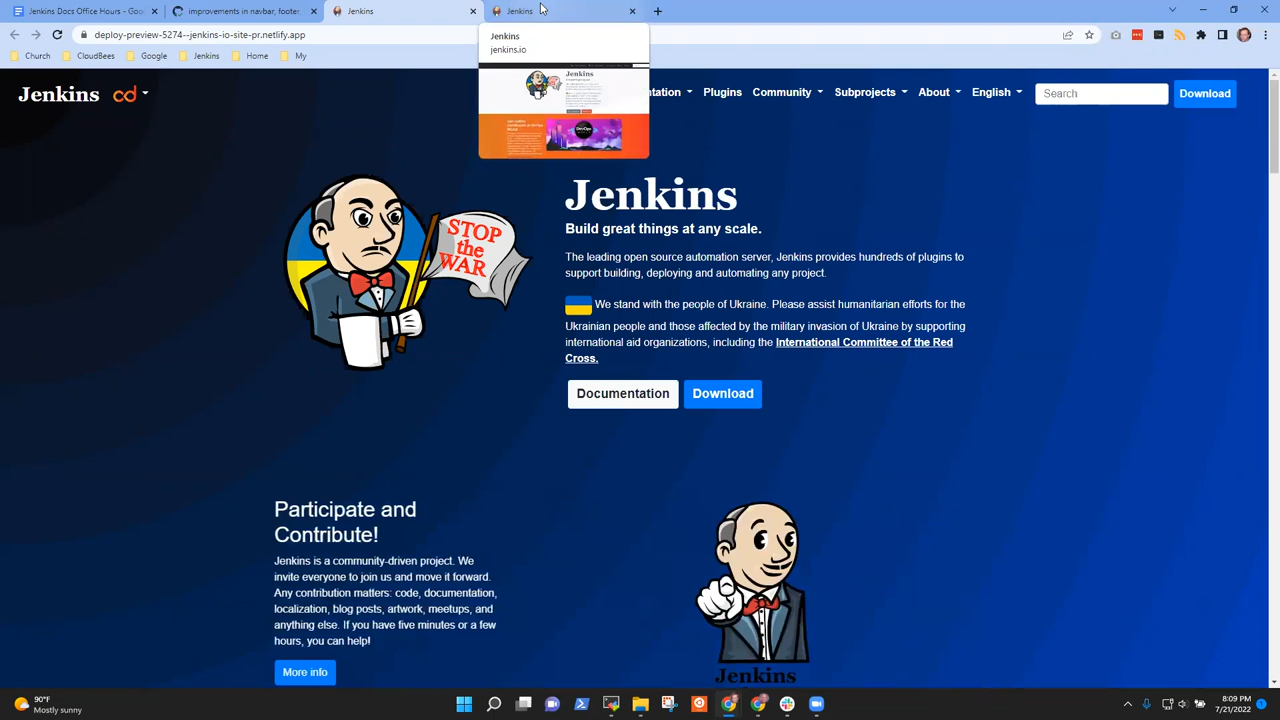 Jenkins Docs Office Hours - Goo
improvements in navbar, footer,
Jenkins
Jenkins
deploy-preview-5274--jenkins-io-site-pr.netlify.app
Jenkins
jenkins.io
Church
CloudBees
Google
Jenkins
Home
My
Jenkins
DevOps
World
Plugins
Community
Subprojects
About
English
Search
Download
Jenkins
Build great things at any scale.
The leading open source automation server, Jenkins provides hundreds of plugins to
support building, deploying and automating any project.
We stand with the people of Ukraine. Please assist humanitarian efforts for the
Ukrainian people and those affected by the military invasion of Ukraine by supporting
international aid organizations, including the International Committee of the Red
Cross.
Documentation
Download
STOP
the
WAR
Participate and
Contribute!
Jenkins is a community-driven project. We
invite everyone to join us and move it forward.
Any contribution matters: code, documentation,
localization, blog posts, artwork, meetups, and
anything else. If you have five minutes or a few
hours, you can help!
More info
Jenkins
90°F
Mostly sunny
8:09 PM
7/21/2022